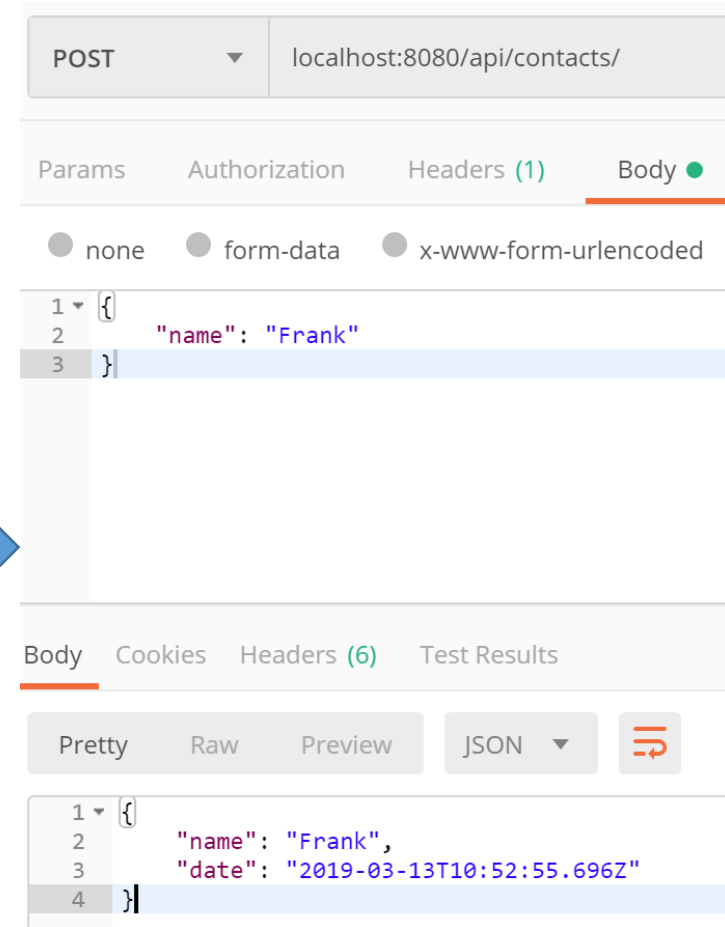 POST localhost:8080/api/contacts/
Params Authorization Headers (1) Body
none form-data x-www-form-urlencoded
1 {
2 "name": "Frank"
3 }
Body Cookies Headers (6) Test Results
Pretty Raw Preview JSON
1 {
2 "name": "Frank",
3 "date": "2019-03-13T10:52:55.696Z"
4 }